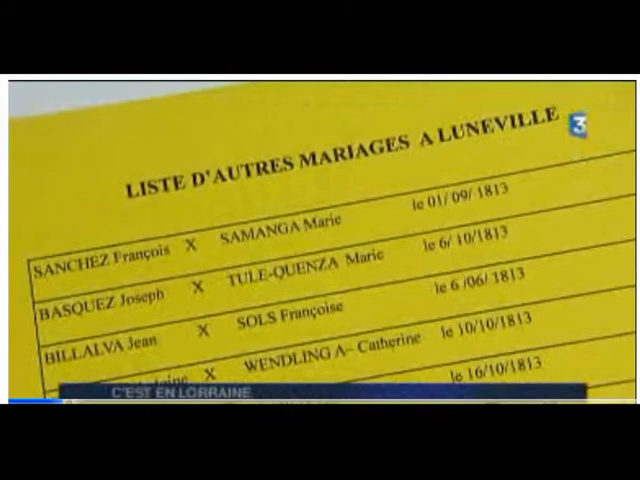 3
LISTE D'AUTRES MARIAGES A LUNEVILLE
SANCHEZ François X SAMANGA Marie le 01/ 09/ 1813
BASQUEZ Joseph X TULE-QUENZA Marie le 6/ 10/1813
BILLALVA Jean X SOLS Françoise le 6 /06/ 1813
X WENDLING A– Catherine le 10/10/1813
le 16/10/1813
C'EST EN LORRAINE